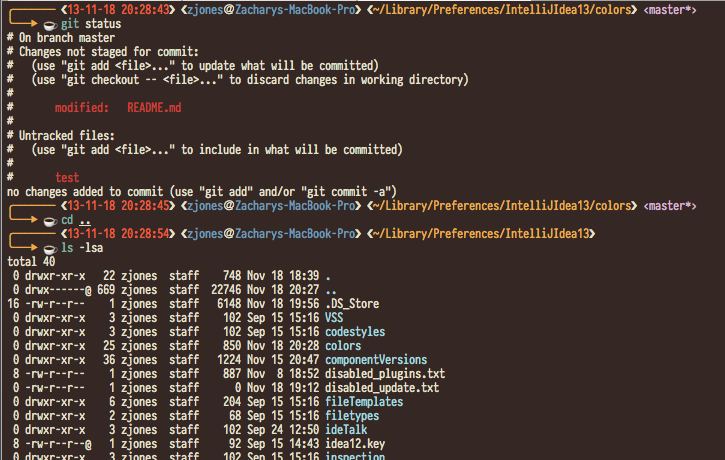 ❮13-11-18 20:28:43❯ ❮zjones@Zacharys-MacBook-Pro❯ ❮~/Library/Preferences/IntelliJIdea13/colors❯ <master*>
git status
# On branch master
# Changes not staged for commit:
#   (use "git add <file>..." to update what will be committed)
#   (use "git checkout -- <file>..." to discard changes in working directory)
#
#       modified:   README.md
#
# Untracked files:
#   (use "git add <file>..." to include in what will be committed)
#
#       test
no changes added to commit (use "git add" and/or "git commit -a")
❮13-11-18 20:28:45❯ ❮zjones@Zacharys-MacBook-Pro❯ ❮~/Library/Preferences/IntelliJIdea13/colors❯ <master*>
cd ..
❮13-11-18 20:28:54❯ ❮zjones@Zacharys-MacBook-Pro❯ ❮~/Library/Preferences/IntelliJIdea13❯
ls -lsa
total 40
 0 drwxr-xr-x   22 zjones  staff    748 Nov 18 18:39 .
 0 drwx------@ 669 zjones  staff  22746 Nov 18 20:27 ..
16 -rw-r--r--    1 zjones  staff   6148 Nov 18 19:56 .DS_Store
 0 drwxr-xr-x    3 zjones  staff    102 Sep 15 15:16 VSS
 0 drwxr-xr-x    3 zjones  staff    102 Sep 15 15:16 codestyles
 0 drwxr-xr-x   25 zjones  staff    850 Nov 18 20:28 colors
 0 drwxr-xr-x   36 zjones  staff   1224 Nov 15 20:47 componentVersions
 8 -rw-r--r--    1 zjones  staff    887 Nov  8 18:52 disabled_plugins.txt
 0 -rw-r--r--    1 zjones  staff      0 Nov 18 19:12 disabled_update.txt
 0 drwxr-xr-x    6 zjones  staff    204 Sep 15 15:16 fileTemplates
 0 drwxr-xr-x    2 zjones  staff     68 Sep 15 15:16 filetypes
 0 drwxr-xr-x    3 zjones  staff    102 Sep 24 12:50 ideTalk
 8 -rw-r--r--@   1 zjones  staff     92 Sep 15 14:43 idea12.key
 0 drwxr-xr-x    3 zjones  staff    102 Sep 15 15:16 inspection